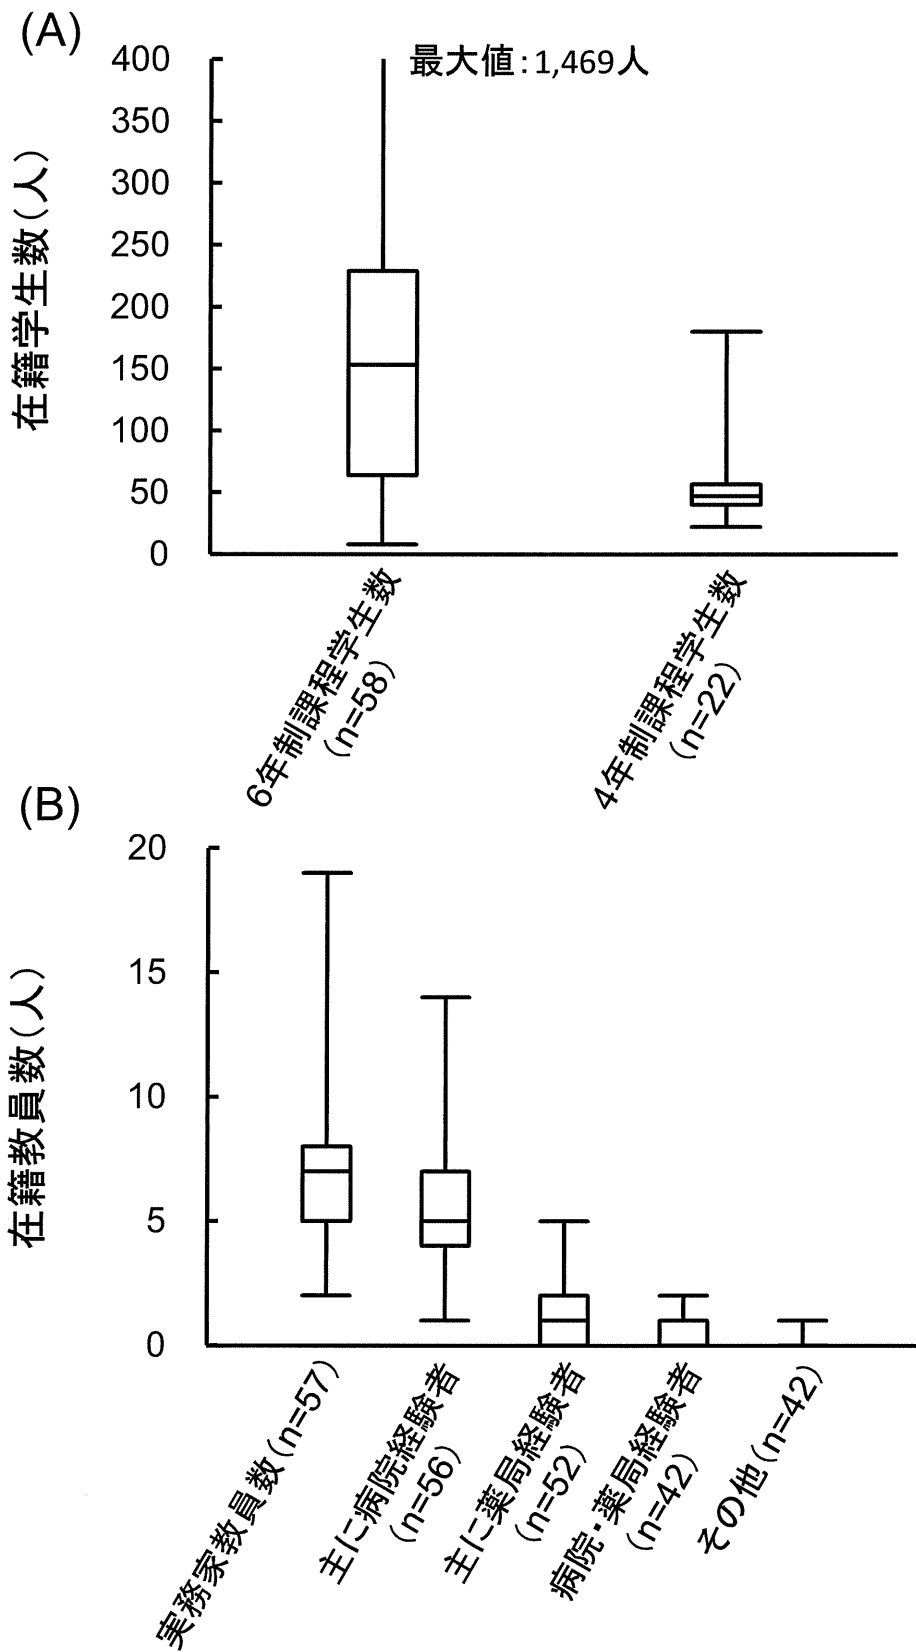 (A)
最大値：1,469人
在籍学生数（人）
400
350
300
250
200
150
100
50
0
6年制課程学生数
（n=58）
4年制課程学生数
（n=22）
(B)
在籍教員数（人）
20
15
10
5
0
実務家教員数（n=57）
主に病院経験者
（n=56）
主に薬局経験者
（n=52）
病院・薬局経験者
（n=42）
その他（n=42）